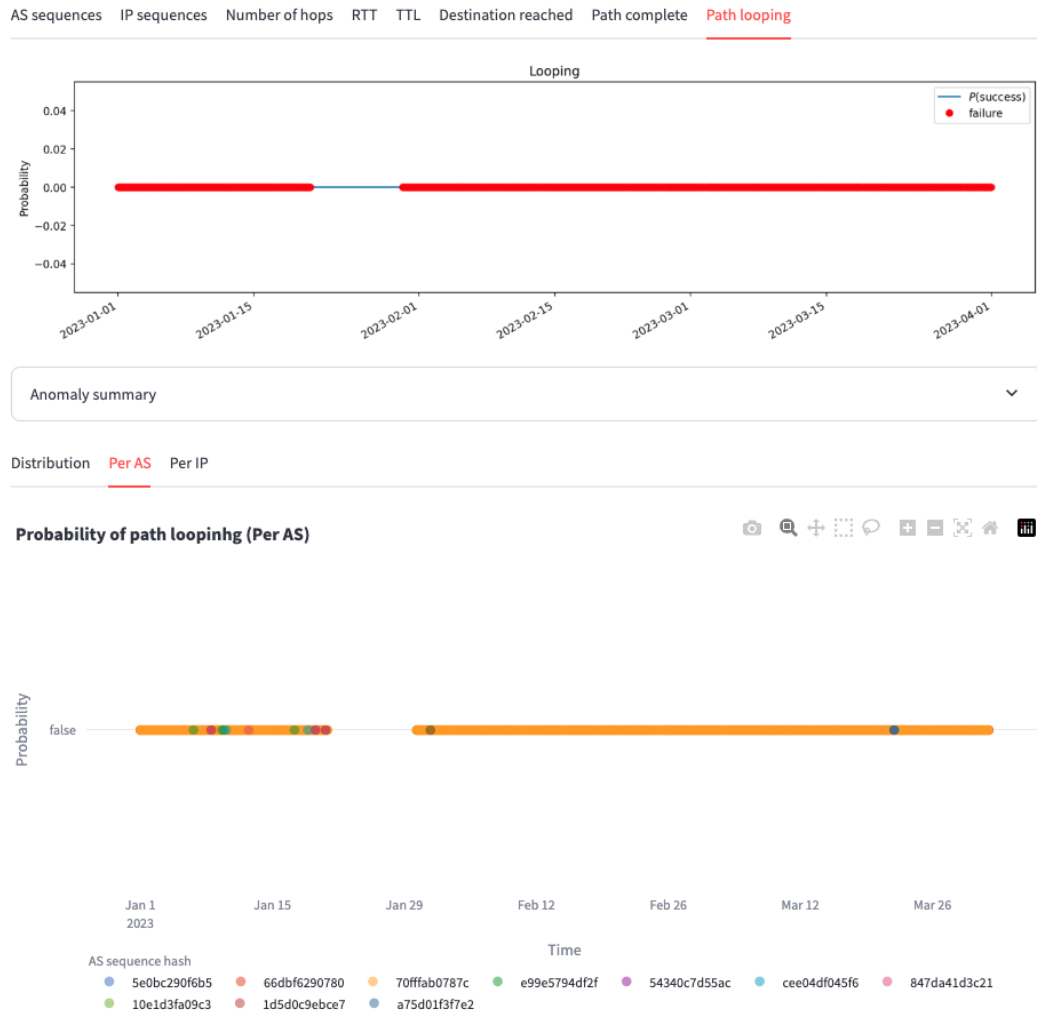 AS sequences IP sequences Number of hops RTT TTL Destination reached Path complete Path looping
Looping
P(success)
failure
Probability
0.04
0.02
0.00
−0.02
−0.04
2023-01-01 2023-01-15 2023-02-01 2023-02-15 2023-03-01 2023-03-15 2023-04-01
Anomaly summary
Distribution Per AS Per IP
Probability of path loopinhg (Per AS)
Probability
false
Jan 1 Jan 15 Jan 29 Feb 12 Feb 26 Mar 12 Mar 26
2023
Time
AS sequence hash
5e0bc290f6b5 66dbf6290780 70fffab0787c e99e5794df2f 54340c7d55ac cee04df045f6 847da41d3c21
10e1d3fa09c3 1d5d0c9ebce7 a75d01f3f7e2